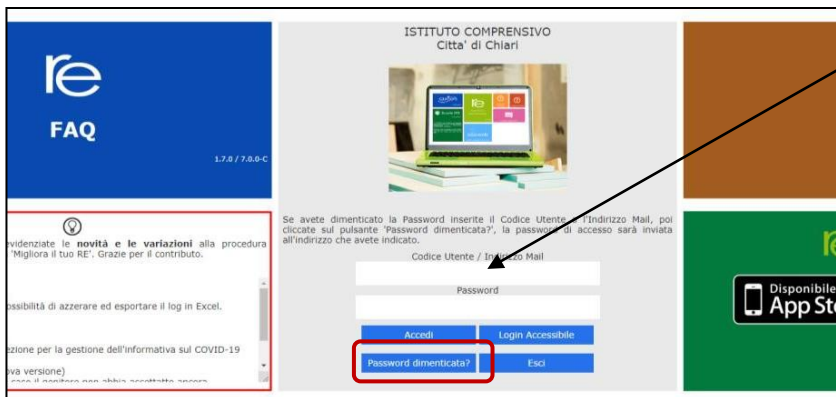 re
FAQ
1.7.0 / 7.0.0-C
evidenziate le novità e le variazioni alla procedura
'Migliora il tuo RE'. Grazie per il contributo.
ossibilità di azzerare ed esportare il log in Excel.
ezione per la gestione dell'informativa sul COVID-19
ova versione)
ISTITUTO COMPRENSIVO
Citta' di Chiari
Se avete dimenticato la Password inserite il Codice Utente o l'Indirizzo Mail, poi
cliccate sul pulsante 'Password dimenticata?', la password di accesso sarà inviata
all'indirizzo che avete indicato.
Codice Utente / Indirizzo Mail
Password
Accedi
Login Accessibile
Password dimenticata?
Esci
Disponibile
App Sto